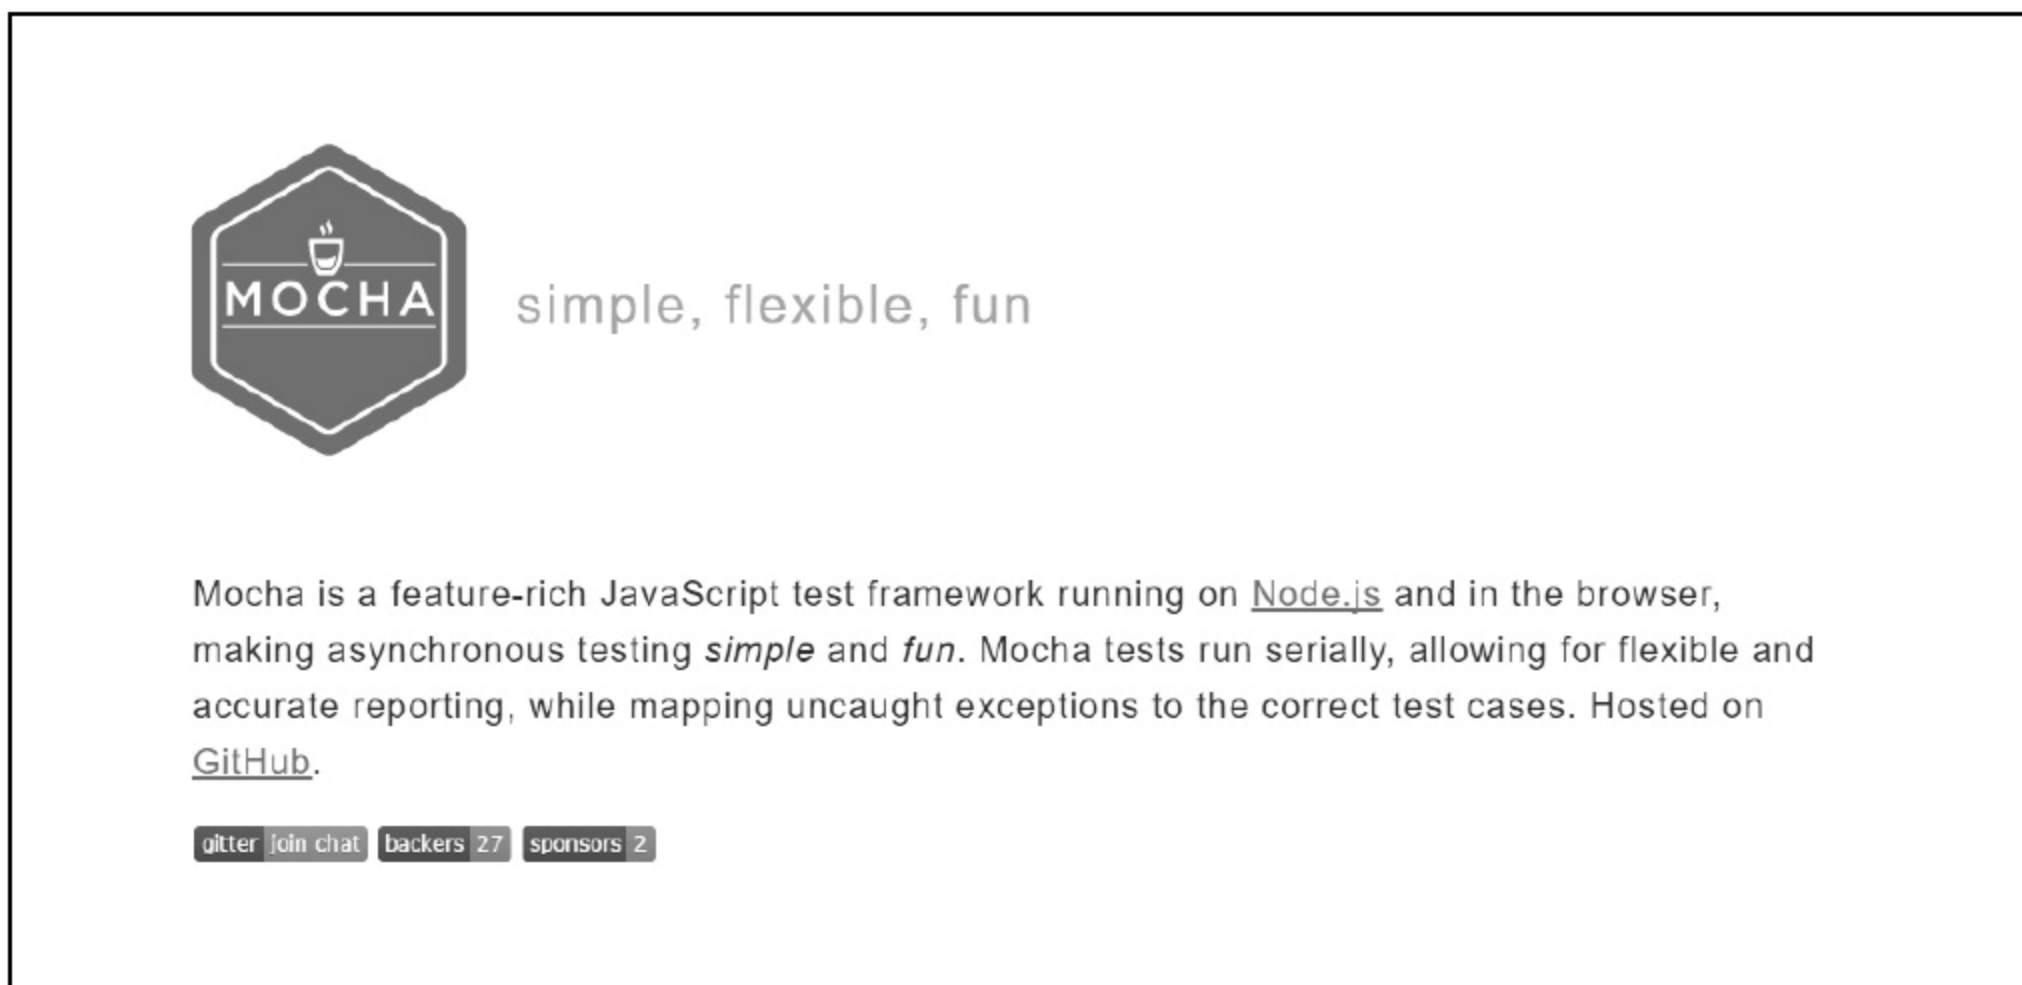 MOCHA
simple, flexible, fun
Mocha is a feature-rich JavaScript test framework running on Node.js and in the browser,
making asynchronous testing simple and fun. Mocha tests run serially, allowing for flexible and
accurate reporting, while mapping uncaught exceptions to the correct test cases. Hosted on
GitHub.
gitter join chat backers 27 sponsors 2